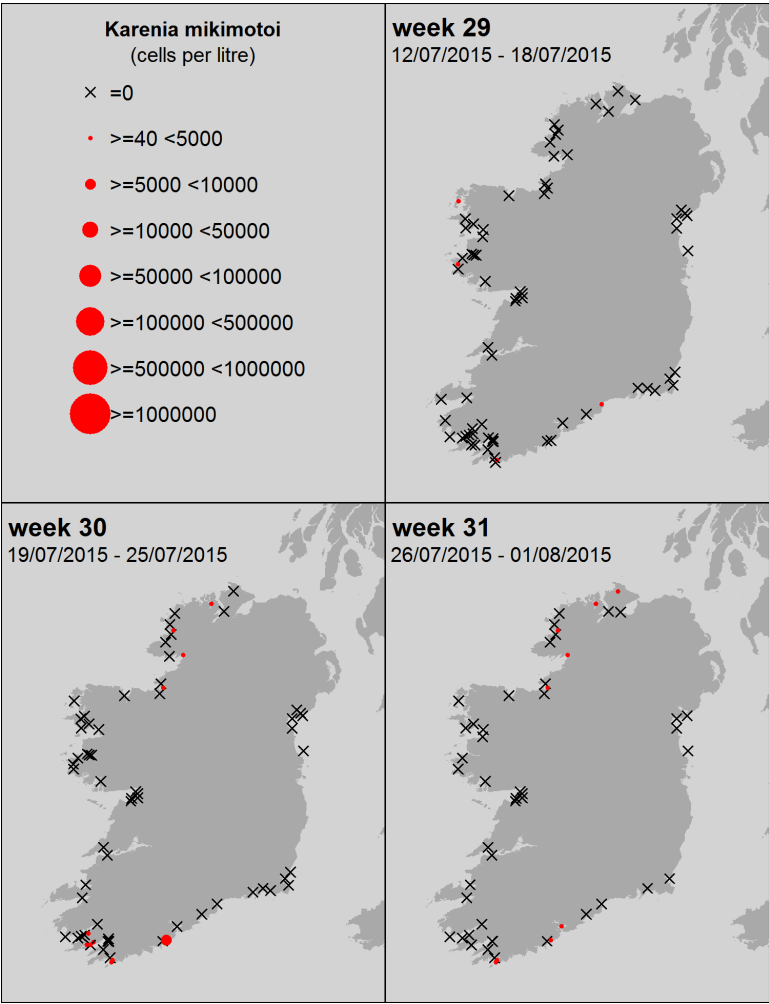 Karenia mikimotoi
(cells per litre)
=0
>=40 <5000
>=5000 <10000
>=10000 <50000
>=50000 <100000
>=100000 <500000
>=500000 <1000000
>=1000000
week 29
12/07/2015 - 18/07/2015
week 30
19/07/2015 - 25/07/2015
week 31
26/07/2015 - 01/08/2015